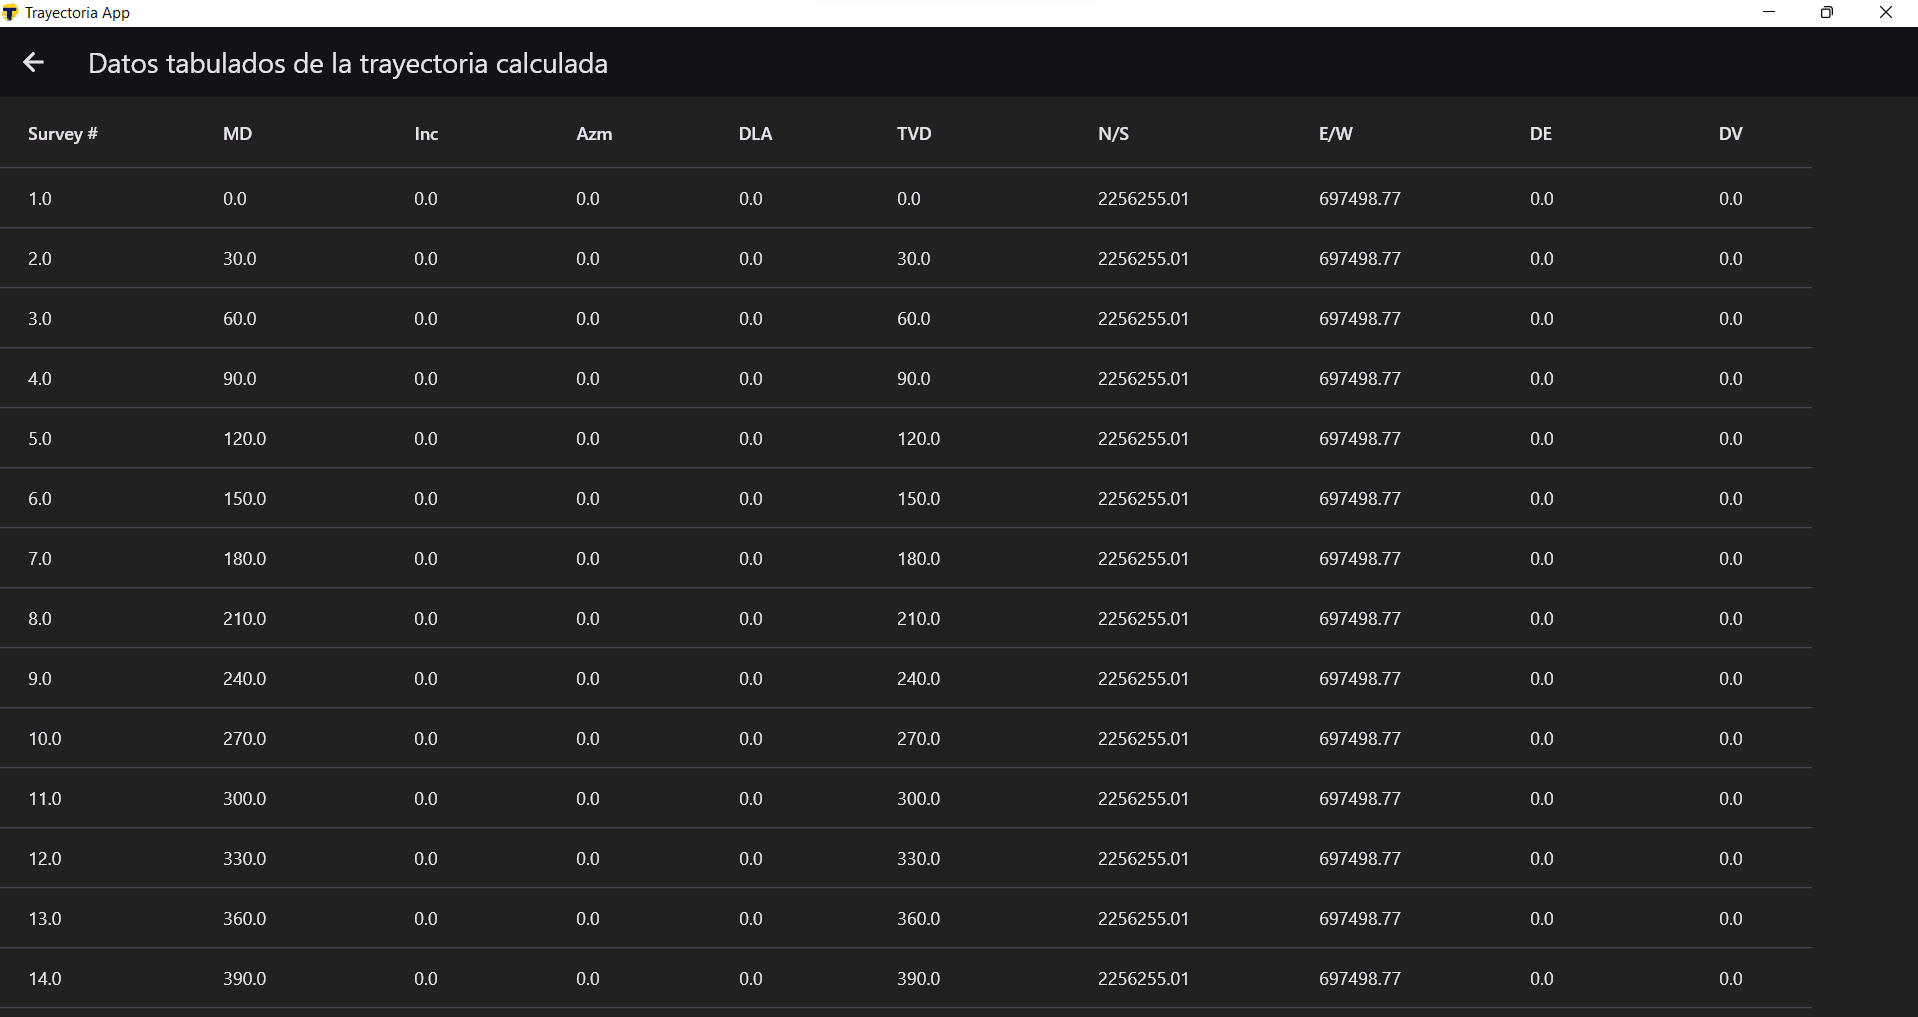 Trayectoria App
Datos tabulados de la trayectoria calculada
Survey # MD Inc Azm DLA TVD N/S E/W DE DV
1.0 0.0 0.0 0.0 0.0 0.0 2256255.01 697498.77 0.0 0.0
2.0 30.0 0.0 0.0 0.0 30.0 2256255.01 697498.77 0.0 0.0
3.0 60.0 0.0 0.0 0.0 60.0 2256255.01 697498.77 0.0 0.0
4.0 90.0 0.0 0.0 0.0 90.0 2256255.01 697498.77 0.0 0.0
5.0 120.0 0.0 0.0 0.0 120.0 2256255.01 697498.77 0.0 0.0
6.0 150.0 0.0 0.0 0.0 150.0 2256255.01 697498.77 0.0 0.0
7.0 180.0 0.0 0.0 0.0 180.0 2256255.01 697498.77 0.0 0.0
8.0 210.0 0.0 0.0 0.0 210.0 2256255.01 697498.77 0.0 0.0
9.0 240.0 0.0 0.0 0.0 240.0 2256255.01 697498.77 0.0 0.0
10.0 270.0 0.0 0.0 0.0 270.0 2256255.01 697498.77 0.0 0.0
11.0 300.0 0.0 0.0 0.0 300.0 2256255.01 697498.77 0.0 0.0
12.0 330.0 0.0 0.0 0.0 330.0 2256255.01 697498.77 0.0 0.0
13.0 360.0 0.0 0.0 0.0 360.0 2256255.01 697498.77 0.0 0.0
14.0 390.0 0.0 0.0 0.0 390.0 2256255.01 697498.77 0.0 0.0